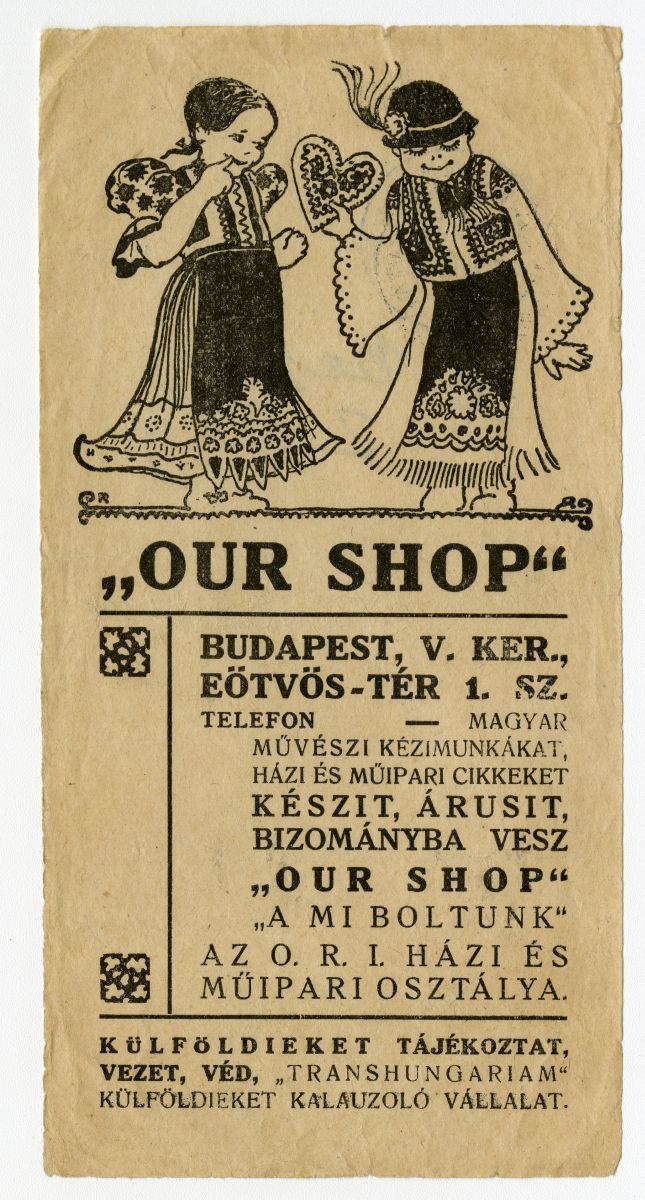 „OUR SHOP“
BUDAPEST, V. KER.,
EÖTVÖS-TÉR 1. SZ.
TELEFON — MAGYAR
MŰVÉSZI KÉZIMUNKÁKAT,
HÁZI ÉS MŰIPARI CIKKEKET
KÉSZIT, ÁRUSIT,
BIZOMÁNYBA VESZ
„OUR SHOP“
„A MI BOLTUNK“
AZ O. R. I. HÁZI ÉS
MŰIPARI OSZTÁLYA.
KÜLFÖLDIEKET TÁJÉKOZTAT,
VEZET, VÉD, „TRANSHUNGARIAM“
KÜLFÖLDIEKET KALAUZOLÓ VÁLLALAT.